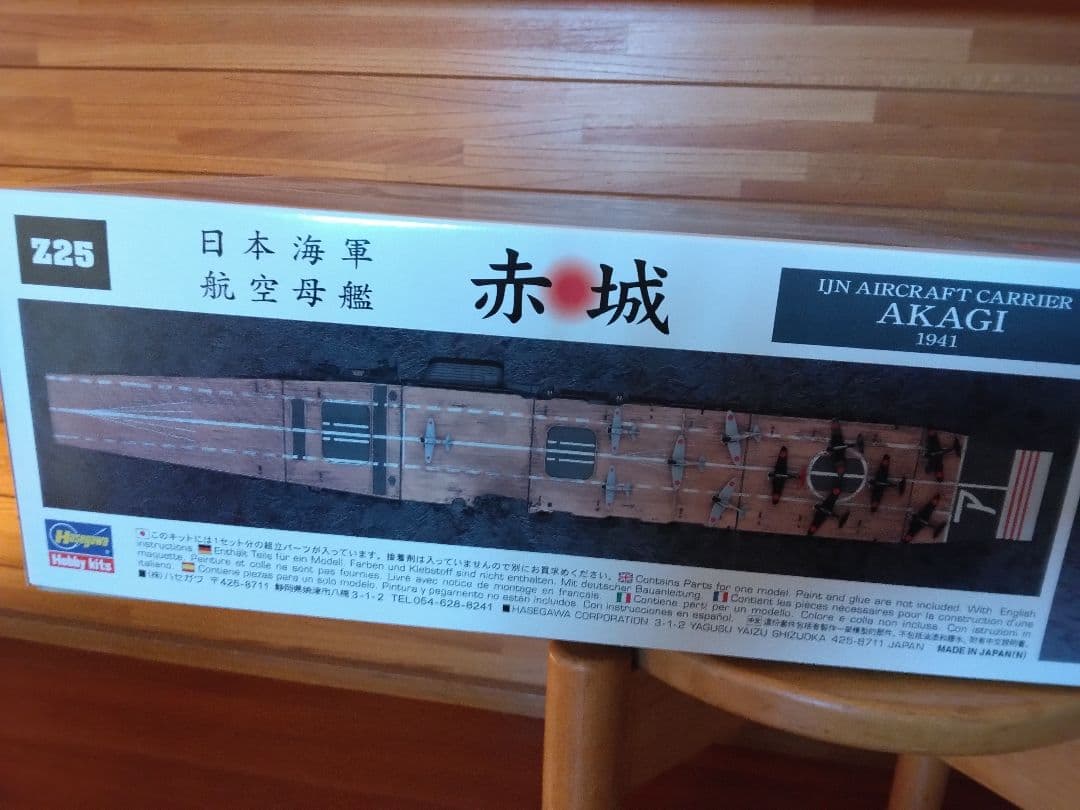 Z25
日本海軍
航空母艦
赤城
IJN AIRCRAFT CARRIER
AKAGI
1941
ア
Hasegawa
Hobby kits
このキットには1セット分の組立パーツが入っています。接着剤は入っていませんので別にお買求めください。 Contains Parts for one model. Paint and glue are not included. With English
instructions Enthält Teils für ein Modell. Farben und Klebstoff sind nicht enthalten. Mit deutscher Bauanleitung. Contient les pièces nécessaires pour la construction d'une
maquette. Peinture et colle ne sont pas fournies. Livré avec notice de montage en français Contiene parti per un modello. Colore e colla non inclusa. Con istruzioni in
italiano. Contiene piezas para un solo modelo. Pintura y pegamento no están incluidos. Con instrucciones en español.
■(株)ハセガワ 〒425-8711 静岡県焼津市八楠3-1-2 TEL.054-628-8241 ■HASEGAWA CORPORATION 3-1-2 YAGUSU YAIZU SHIZUOKA 425-8711 JAPAN MADE IN JAPAN(N)